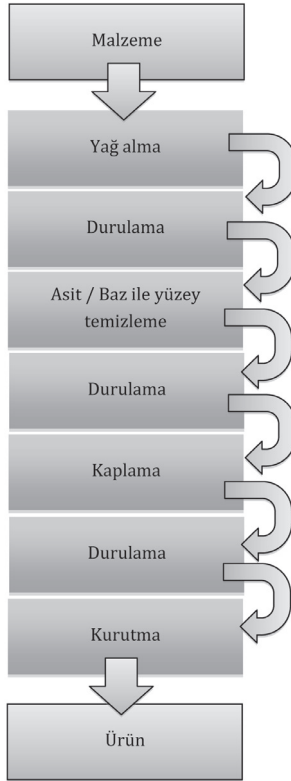 Malzeme
Yağ alma
Durulama
Asit / Baz ile yüzey
temizleme
Durulama
Kaplama
Durulama
Kurutma
Ürün